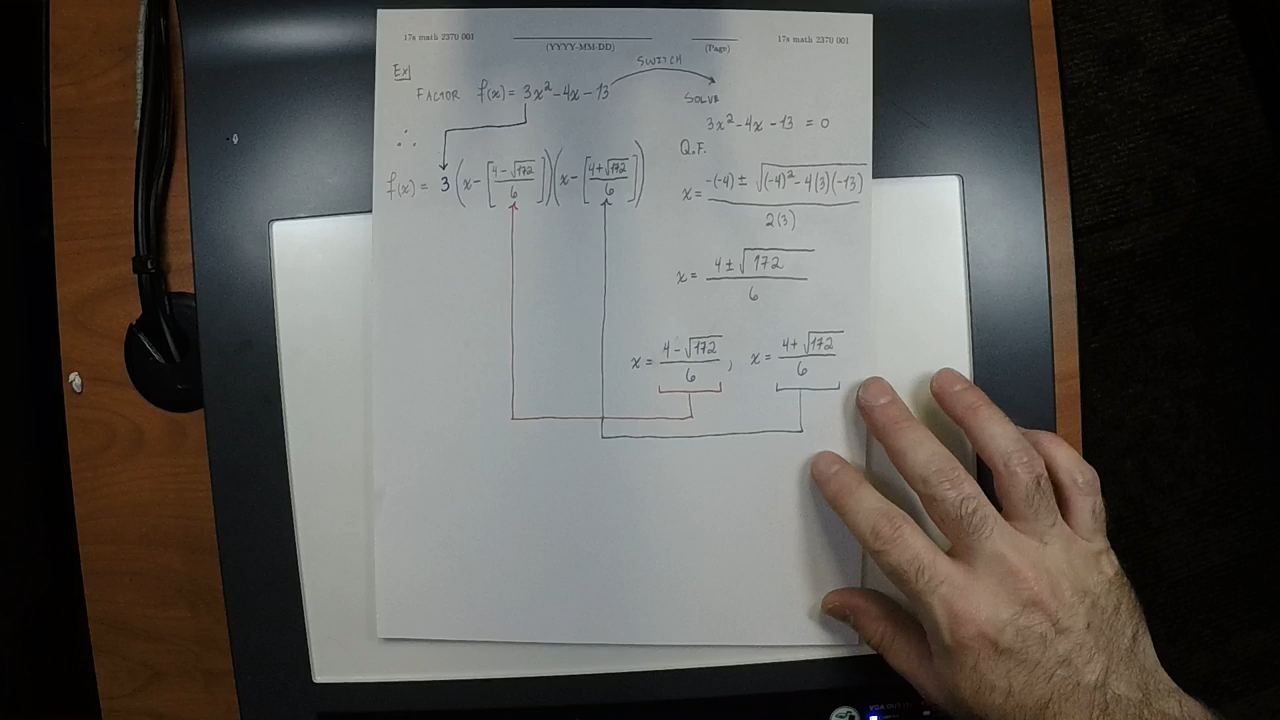 17s math 2370 001
(YYYY-MM-DD)
(Page)
17s math 2370 001
Ex)
FACTOR f(x) = 3x² - 4x - 13
SWITCH
∴
f(x) = 3 (x - [(4 - √172)/6]) (x - [(4 + √172)/6])
SOLVE
3x² - 4x - 13 = 0
Q.F.
x = (-(-4) ± √((-4)² - 4(3)(-13)))/(2(3))
x = (4 ± √172)/6
x = (4 - √172)/6 , x = (4 + √172)/6